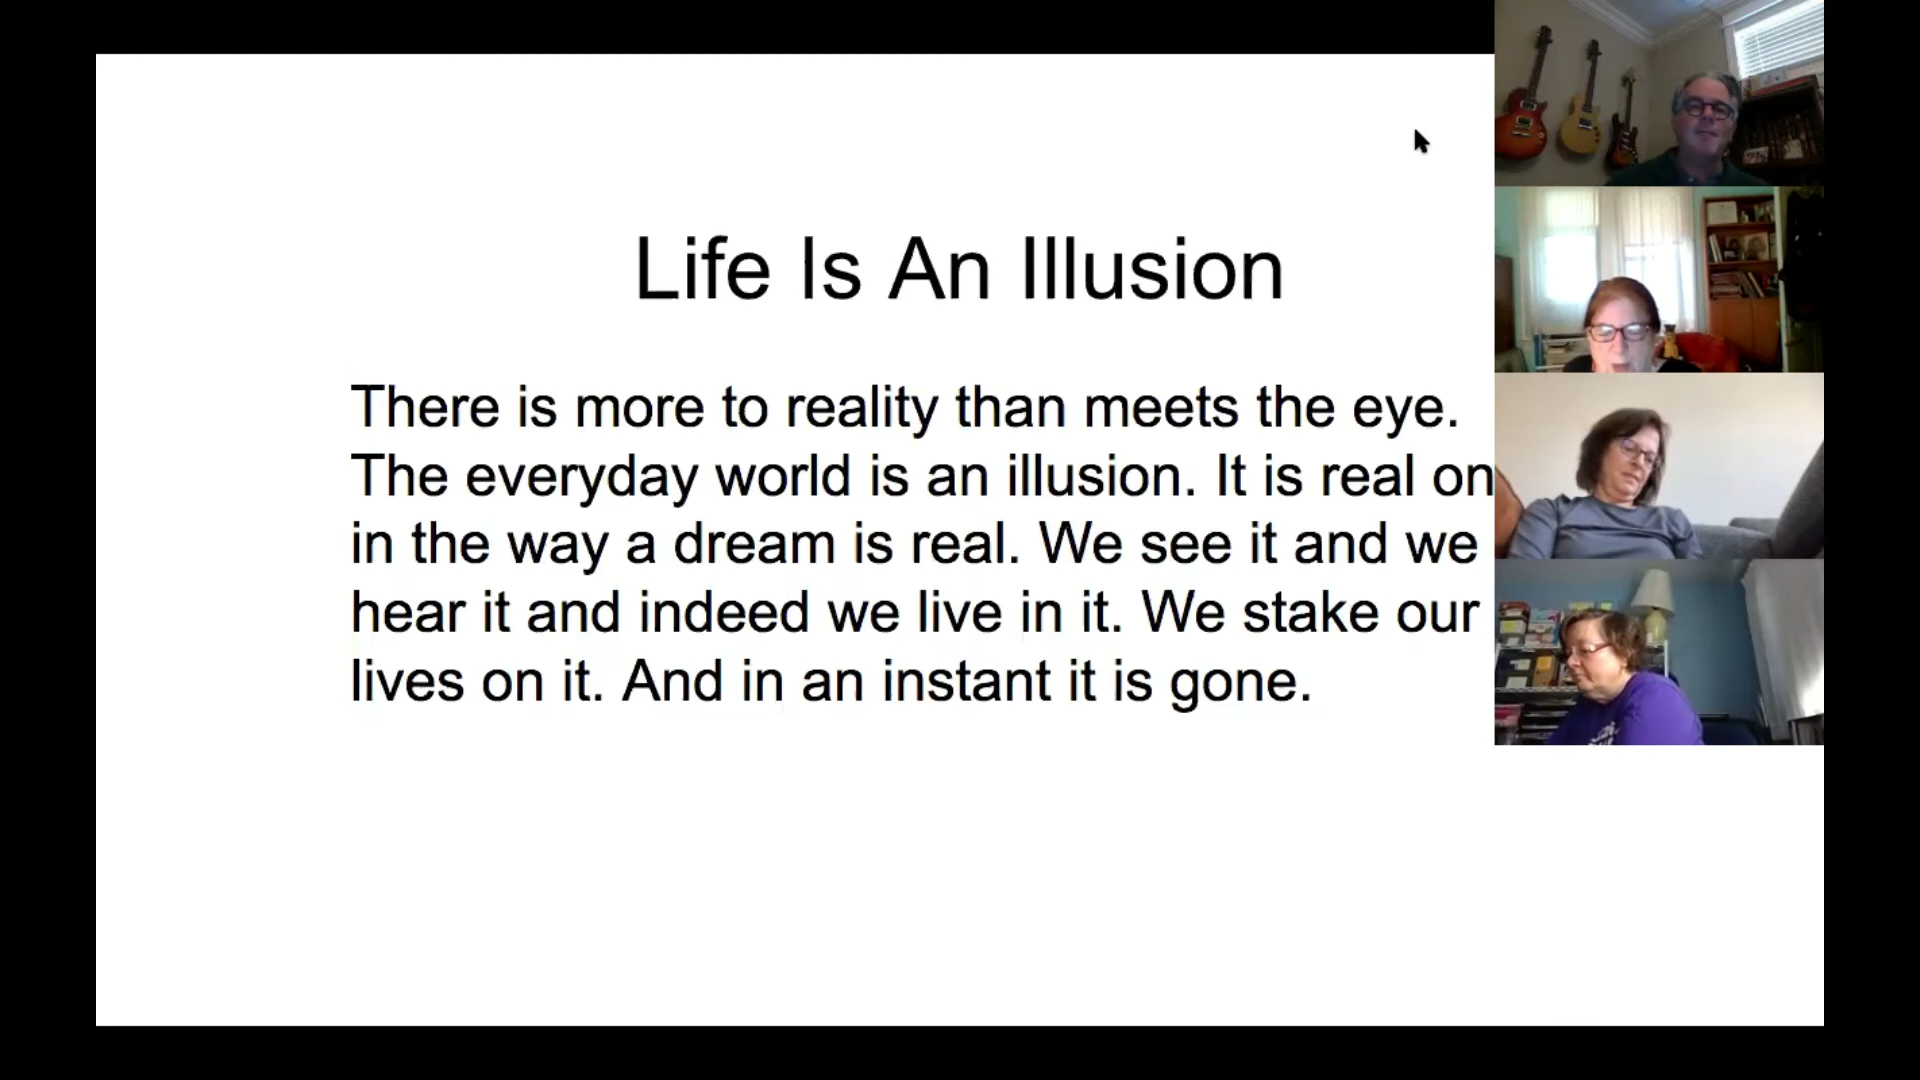 Life Is An Illusion
There is more to reality than meets the eye.
The everyday world is an illusion. It is real on
in the way a dream is real. We see it and we
hear it and indeed we live in it. We stake our
lives on it. And in an instant it is gone.